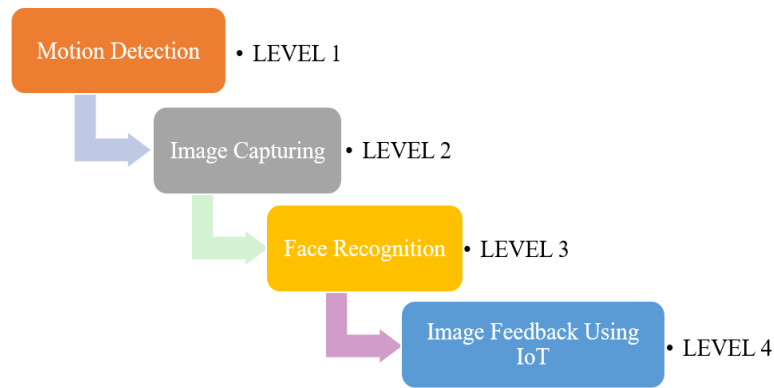 Motion Detection
• LEVEL 1
Image Capturing
• LEVEL 2
Face Recognition
• LEVEL 3
Image Feedback Using
IoT
• LEVEL 4